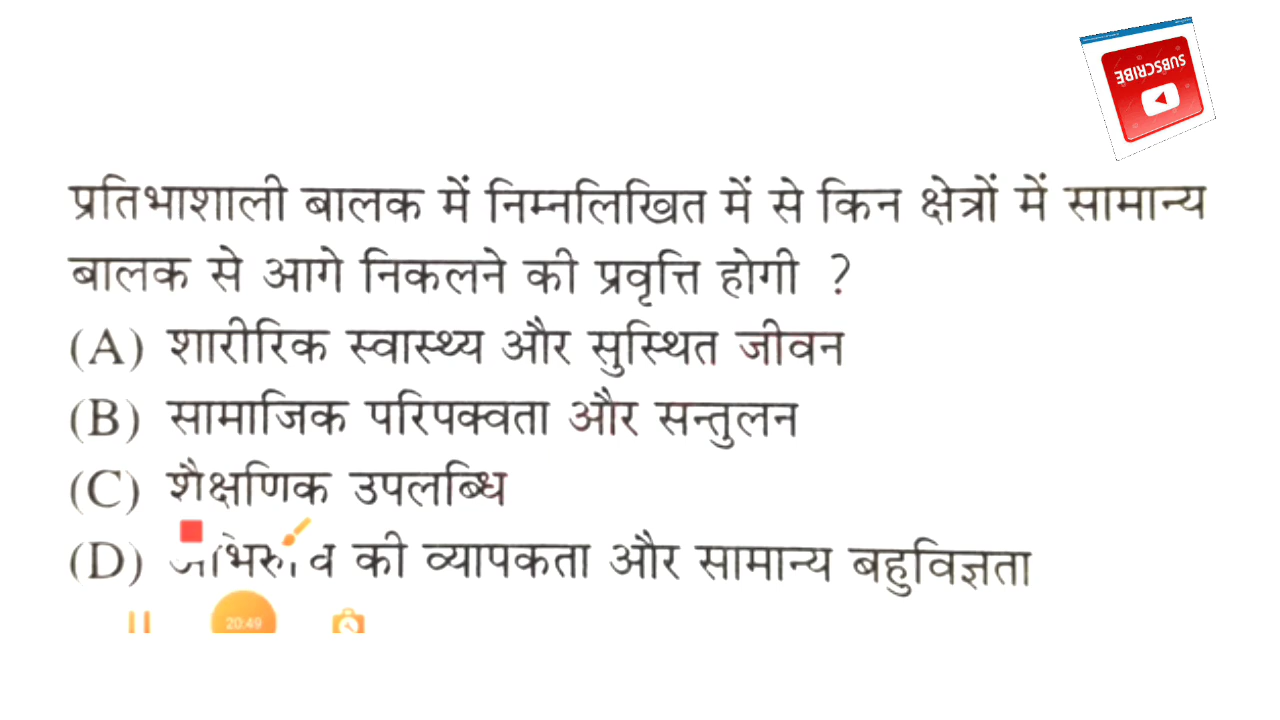 SUBSCRIBE
प्रतिभाशाली बालक में निम्नलिखित में से किन क्षेत्रों में सामान्य
बालक से आगे निकलने की प्रवृत्ति होगी ?
(A) शारीरिक स्वास्थ्य और सुस्थित जीवन
(B) सामाजिक परिपक्वता और सन्तुलन
(C) शैक्षणिक उपलब्धि
(D) की व्यापकता और सामान्य बहुविज्ञता
20:49